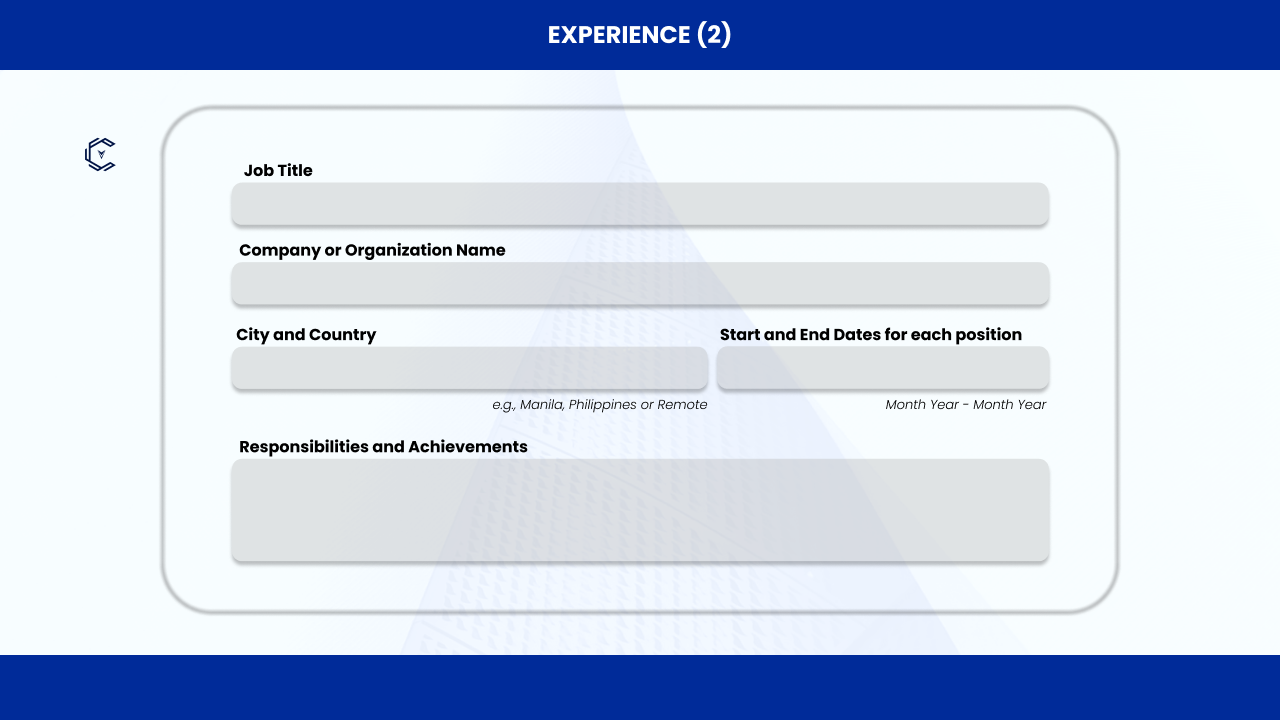 EXPERIENCE (2)
Job Title
Company or Organization Name
City and Country
Start and End Dates for each position
e.g., Manila, Philippines or Remote
Month Year - Month Year
Responsibilities and Achievements